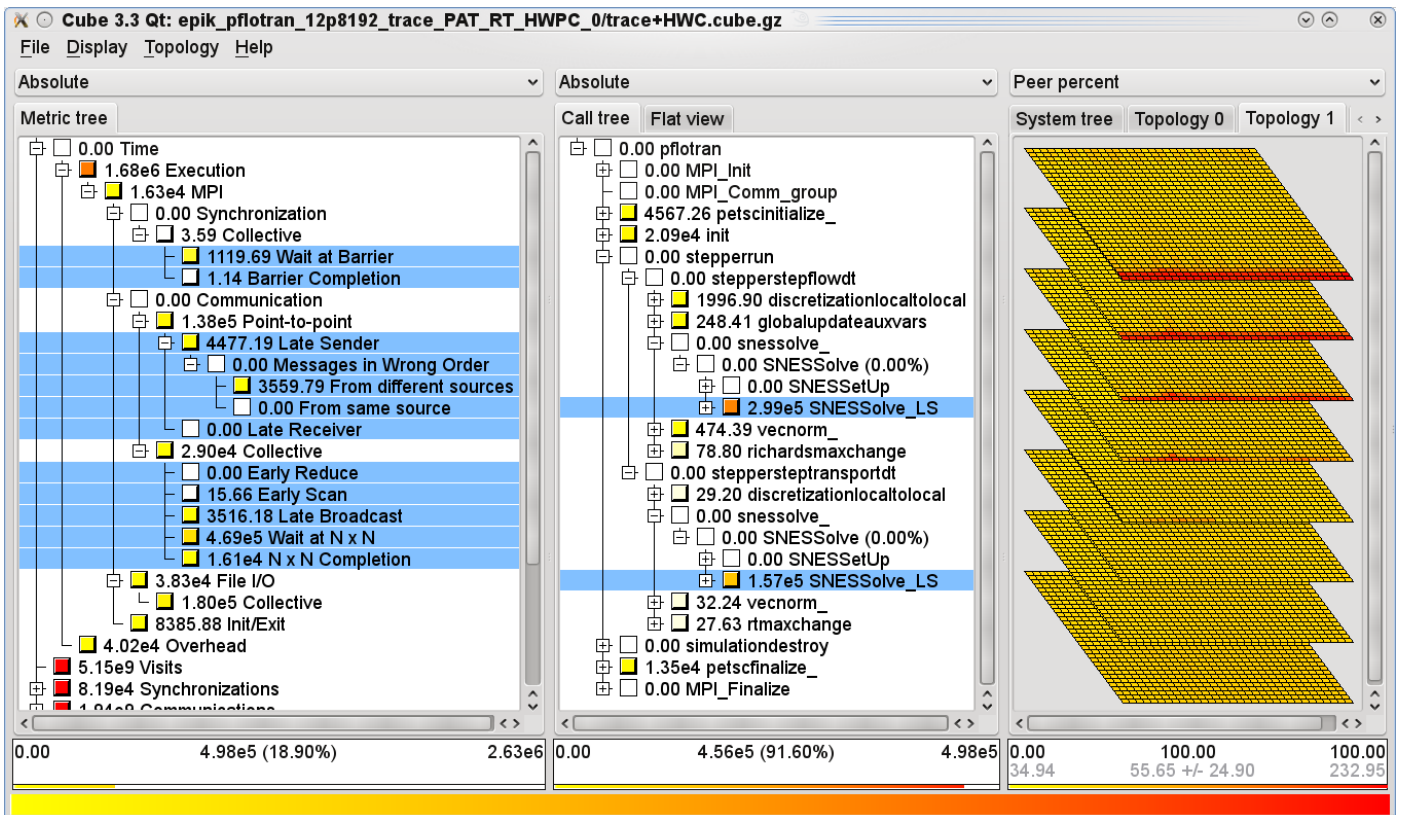 Cube 3.3 Qt: epik_pflotran_12p8192_trace_PAT_RT_HWPC_0/trace+HWC.cube.gz
File Display Topology Help
Absolute
Metric tree
0.00 Time
1.68e6 Execution
1.63e4 MPI
0.00 Synchronization
3.59 Collective
1119.69 Wait at Barrier
1.14 Barrier Completion
0.00 Communication
1.38e5 Point-to-point
4477.19 Late Sender
0.00 Messages in Wrong Order
3559.79 From different sources
0.00 From same source
0.00 Late Receiver
2.90e4 Collective
0.00 Early Reduce
15.66 Early Scan
3516.18 Late Broadcast
4.69e5 Wait at N x N
1.61e4 N x N Completion
3.83e4 File I/O
1.80e5 Collective
8385.88 Init/Exit
4.02e4 Overhead
5.15e9 Visits
8.19e4 Synchronizations
1.94e9 Communications
0.00 4.98e5 (18.90%) 2.63e6
Absolute
Call tree Flat view
0.00 pflotran
0.00 MPI_Init
0.00 MPI_Comm_group
4567.26 petscinitialize_
2.09e4 init
0.00 stepperrun
0.00 stepperstepflowdt
1996.90 discretizationlocaltolocal
248.41 globalupdateauxvars
0.00 snessolve_
0.00 SNESSolve (0.00%)
0.00 SNESSetUp
2.99e5 SNESSolve_LS
474.39 vecnorm_
78.80 richardsmaxchange
0.00 steppersteptransportdt
29.20 discretizationlocaltolocal
0.00 snessolve_
0.00 SNESSolve (0.00%)
0.00 SNESSetUp
1.57e5 SNESSolve_LS
32.24 vecnorm_
27.63 rtmaxchange
0.00 simulationdestroy
1.35e4 petscfinalize_
0.00 MPI_Finalize
0.00 4.56e5 (91.60%) 4.98e5
Peer percent
System tree Topology 0 Topology 1
0.00 100.00 100.00
34.94 55.65 +/- 24.90 232.95